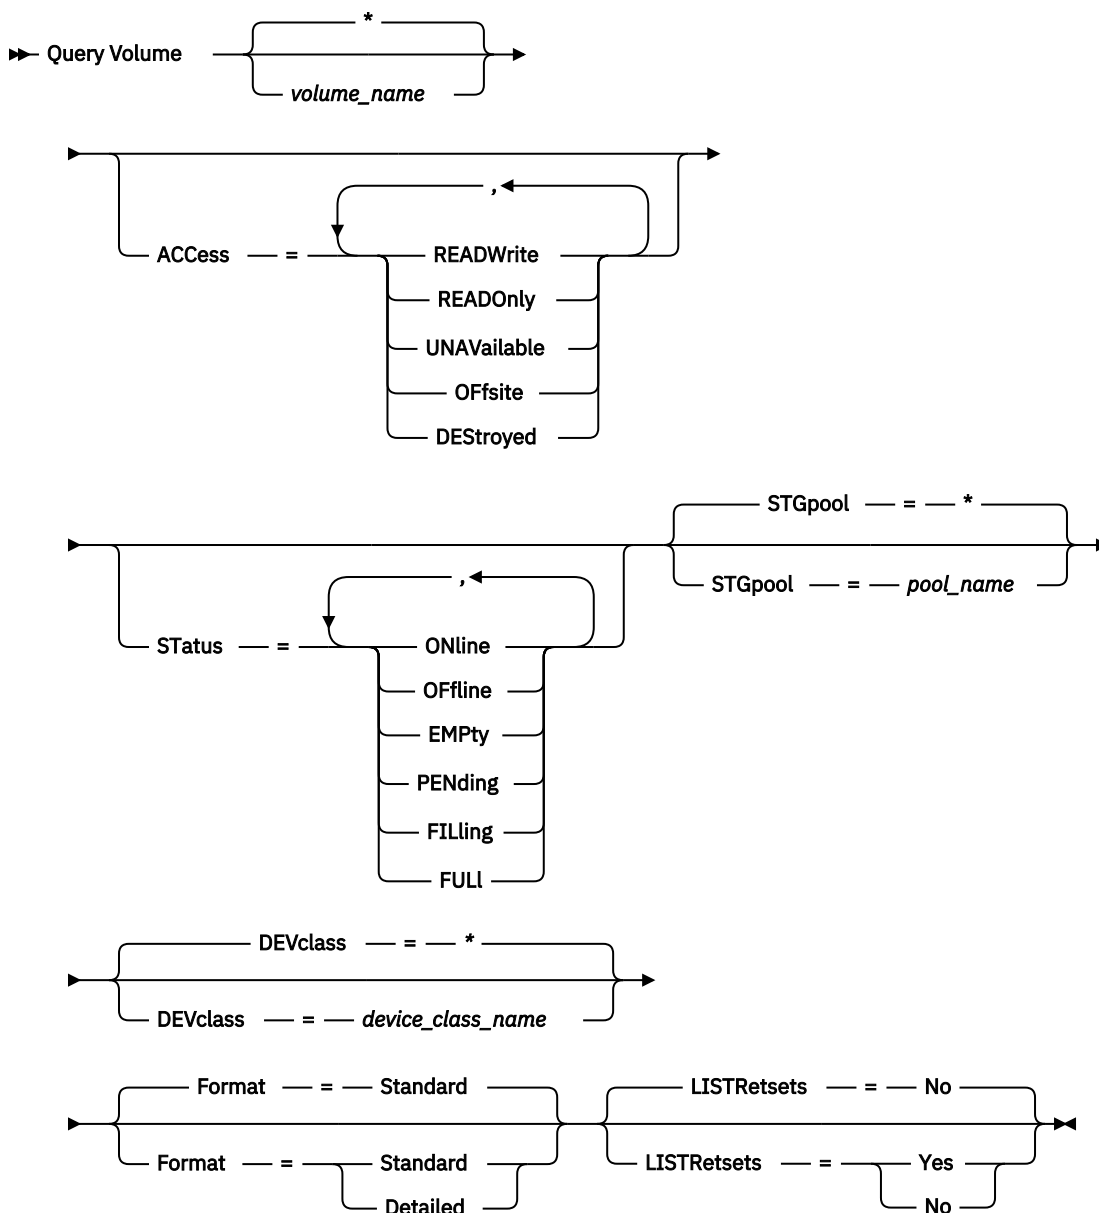 *
Query Volume
volume_name
,
ACCess = READWrite
READOnly
UNAVailable
OFfsite
DEStroyed
STGpool = *
,
STGpool = pool_name
STatus = ONline
OFfline
EMPty
PENding
FILling
FULl
DEVclass = *
DEVclass = device_class_name
Format = Standard LISTRetsets = No
Format = Standard LISTRetsets = Yes
Detailed No